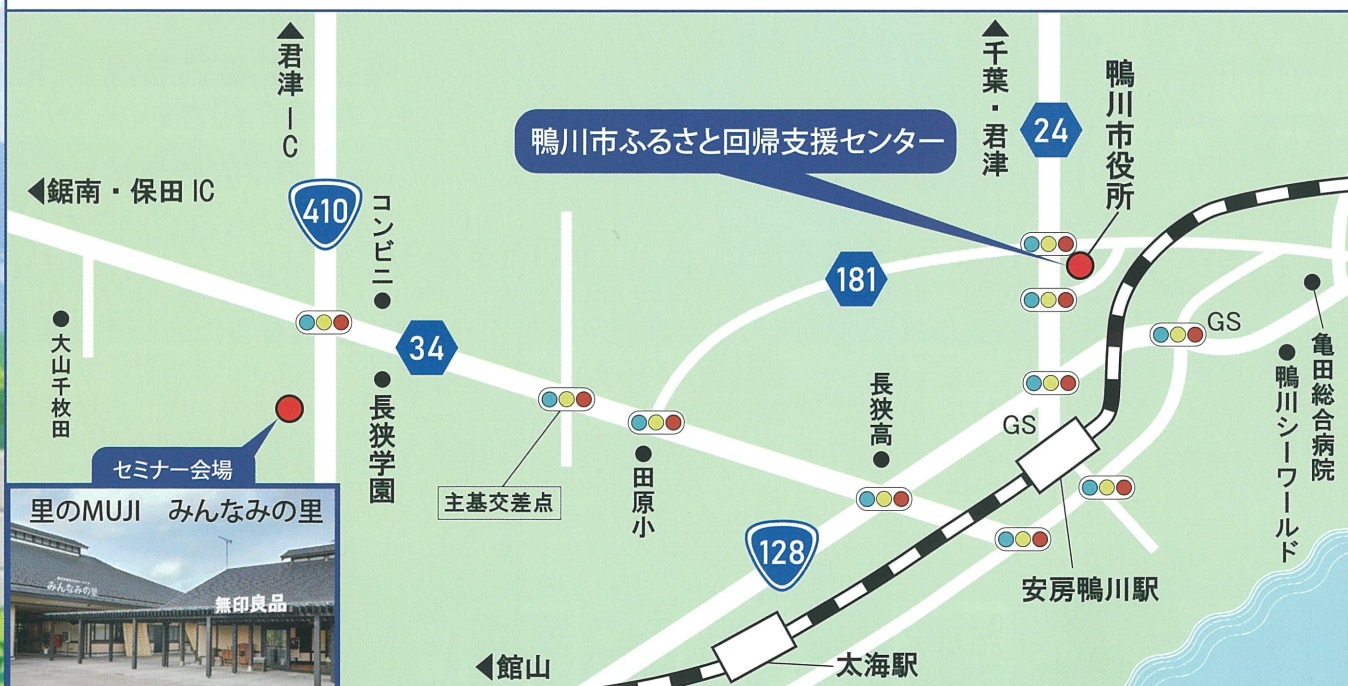 ▲君津IC
◀鋸南・保田 IC
410
コンビニ
大山千枚田
34
長狭学園
セミナー会場
里のMUJI みんなみの里
みんなみの里
無印良品
主基交差点
田原小
鴨川市ふるさと回帰支援センター
181
▲千葉・君津
24
鴨川市役所
長狭高
GS
GS
亀田総合病院
鴨川シーワールド
128
安房鴨川駅
太海駅
◀館山